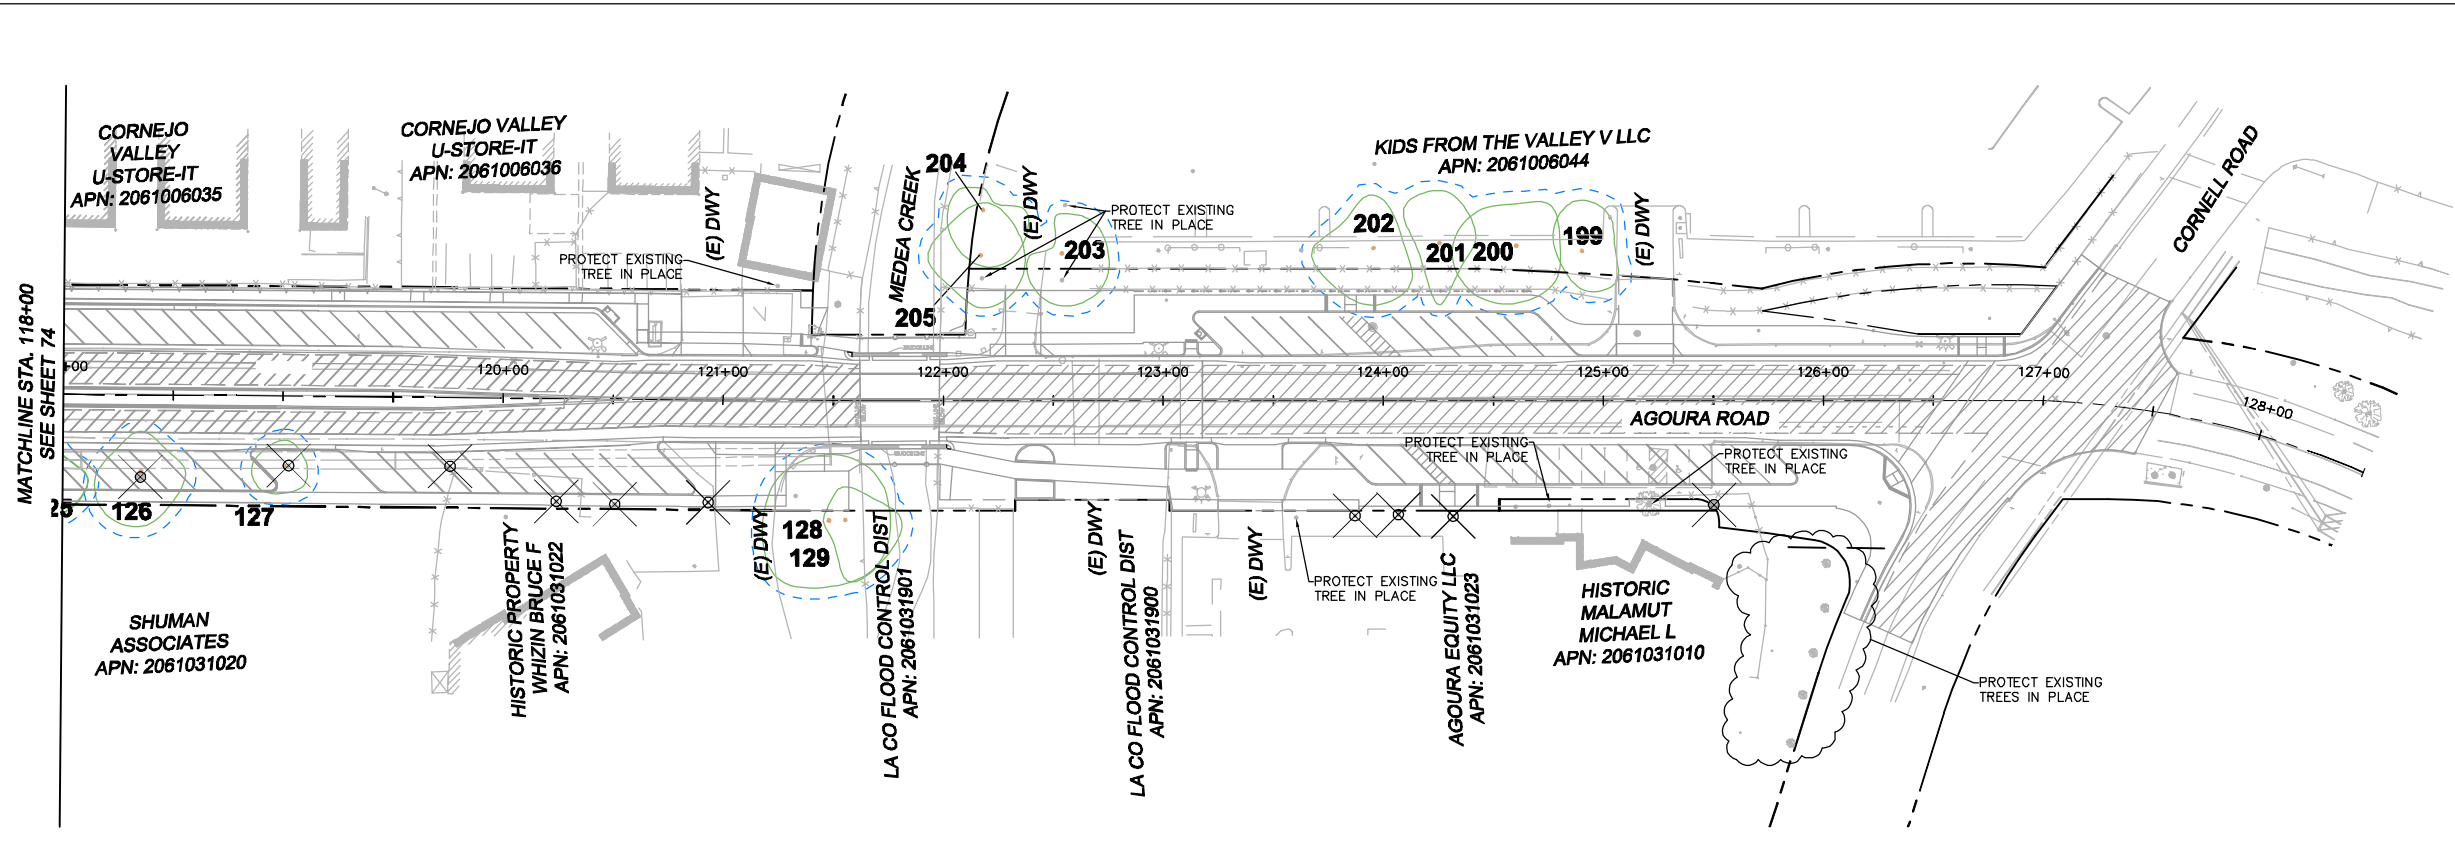 CORNEJO
VALLEY
U-STORE-IT
APN: 2061006035
CORNEJO VALLEY
U-STORE-IT
APN: 2061006036
(E) DWY
MEDEA CREEK
204
(E) DWY
PROTECT EXISTING
TREE IN PLACE
203
205
PROTECT EXISTING
TREE IN PLACE
KIDS FROM THE VALLEY V LLC
APN: 2061006044
202
201
200
199
(E) DWY
CORNELL ROAD
MATCHLINE STA. 118+00
SEE SHEET 74
+00
120+00
121+00
122+00
123+00
124+00
125+00
126+00
127+00
128+00
AGOURA ROAD
PROTECT EXISTING
TREE IN PLACE
PROTECT EXISTING
TREE IN PLACE
25
126
127
128
129
(E) DWY
(E) DWY
(E) DWY
PROTECT EXISTING
TREE IN PLACE
SHUMAN
ASSOCIATES
APN: 2061031020
HISTORIC PROPERTY
WHIZIN BRUCE F
APN: 2061031022
LA CO FLOOD CONTROL DIST
APN: 2061031901
LA CO FLOOD CONTROL DIST
APN: 2061031900
AGOURA EQUITY LLC
APN: 2061031023
HISTORIC
MALAMUT
MICHAEL L
APN: 2061031010
PROTECT EXISTING
TREES IN PLACE